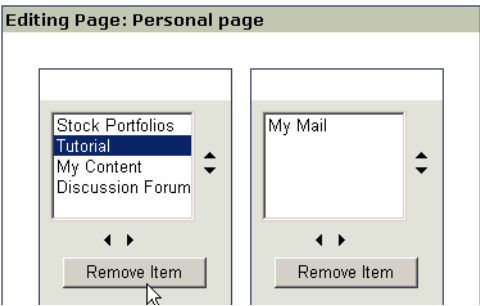 Editing Page: Personal page
Stock Portfolios
Tutorial
My Content
Discussion Forum
Remove Item
My Mail
Remove Item